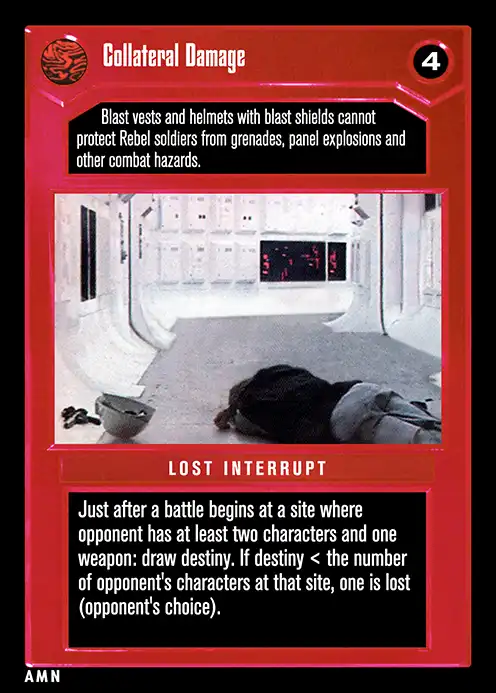 Collateral Damage
4
Blast vests and helmets with blast shields cannot
protect Rebel soldiers from grenades, panel explosions and
other combat hazards.
LOST INTERRUPT
Just after a battle begins at a site where
opponent has at least two characters and one
weapon: draw destiny. If destiny < the number
of opponent's characters at that site, one is lost
(opponent's choice).
AMN